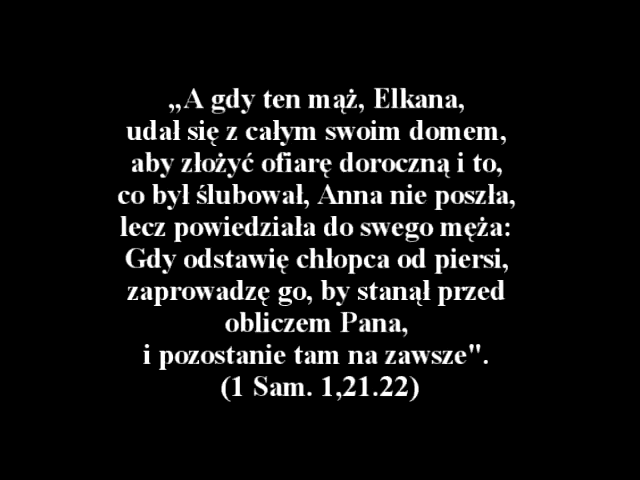 „A gdy ten mąż, Elkana,
udał się z całym swoim domem,
aby złożyć ofiarę doroczną i to,
co był ślubował, Anna nie poszła,
lecz powiedziała do swego męża:
Gdy odstawię chłopca od piersi,
zaprowadzę go, by stanął przed
obliczem Pana,
i pozostanie tam na zawsze".
(1 Sam. 1,21.22)